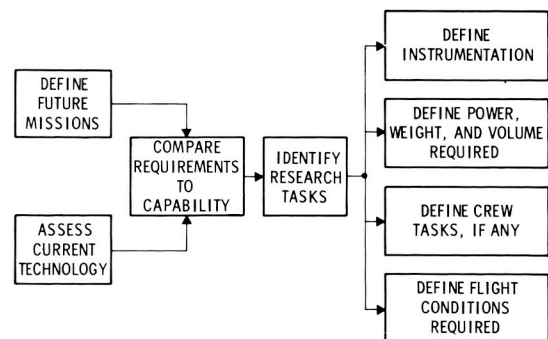 DEFINE
FUTURE
MISSIONS
ASSESS
CURRENT
TECHNOLOGY
COMPARE
REQUIREMENTS
TO
CAPABILITY
IDENTIFY
RESEARCH
TASKS
DEFINE
INSTRUMENTATION
DEFINE POWER,
WEIGHT, AND VOLUME
REQUIRED
DEFINE CREW
TASKS, IF ANY
DEFINE FLIGHT
CONDITIONS
REQUIRED